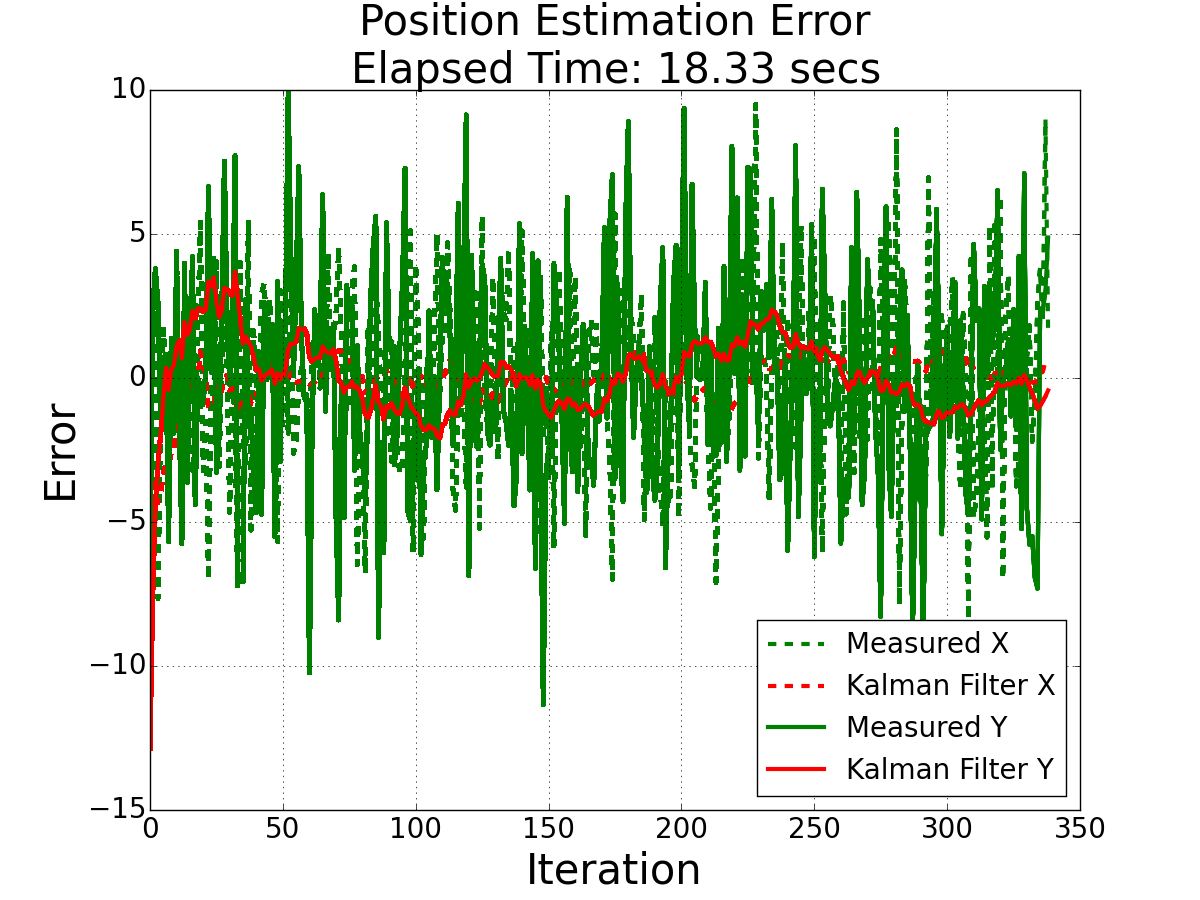 Position Estimation Error
Elapsed Time: 18.33 secs
10
5
0
−5
−10
−15
Error
0 50 100 150 200 250 300 350
Iteration
Measured X
Kalman Filter X
Measured Y
Kalman Filter Y